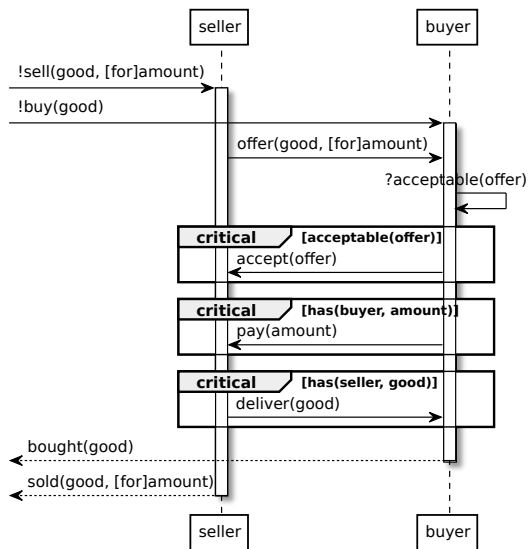 seller
buyer
!sell(good, [for]amount)
!buy(good)
offer(good, [for]amount)
?acceptable(offer)
critical [acceptable(offer)]
accept(offer)
critical [has(buyer, amount)]
pay(amount)
critical [has(seller, good)]
deliver(good)
bought(good)
sold(good, [for]amount)
seller
buyer